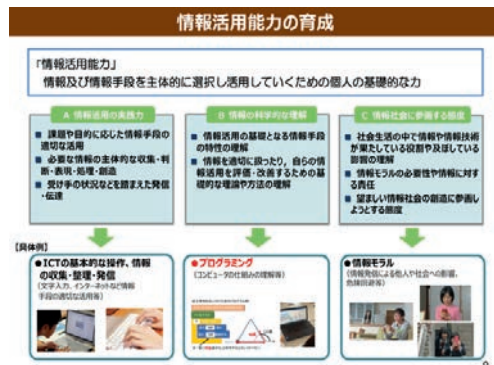 情報活用能力の育成
「情報活用能力」
情報及び情報手段を主体的に選択し活用していくための個人の基礎的な力
A 情報活用の実践力
■ 課題や目的に応じた情報手段の
適切な活用
■ 必要な情報の主体的な収集・判
断・表現・処理・創造
■ 受け手の状況などを踏まえた発信
・伝達
B 情報の科学的な理解
■ 情報活用の基礎となる情報手段
の特性の理解
■ 情報を適切に扱ったり、自らの情
報活用を評価・改善するための基
礎的な理論や方法の理解
C 情報社会に参画する態度
■ 社会生活の中で情報や情報技術
が果たしている役割や及ぼしている
影響の理解
■ 情報モラルの必要性や情報に対す
る責任
■ 望ましい情報社会の創造に参画し
ようとする態度
【具体例】
●ICTの基本的な操作、情報
の収集・整理・発信
（文字入力、インターネットなど情報
手段の適切な活用等）
●プログラミング
（コンピュータの仕組みの理解等）
●情報モラル
（情報発信による他人や社会への影響、
危険回避等）